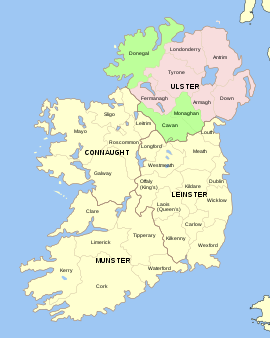 Donegal
Londonderry
Antrim
Tyrone
ULSTER
Fermanagh
Armagh
Down
Monaghan
Cavan
Sligo
Leitrim
Louth
Mayo
Roscommon
Longford
Meath
CONNAUGHT
Westmeath
Galway
Offaly
(King's)
Kildare
Dublin
LEINSTER
Wicklow
Laois
(Queen's)
Clare
Carlow
Tipperary
Kilkenny
Limerick
Wexford
MUNSTER
Waterford
Kerry
Cork